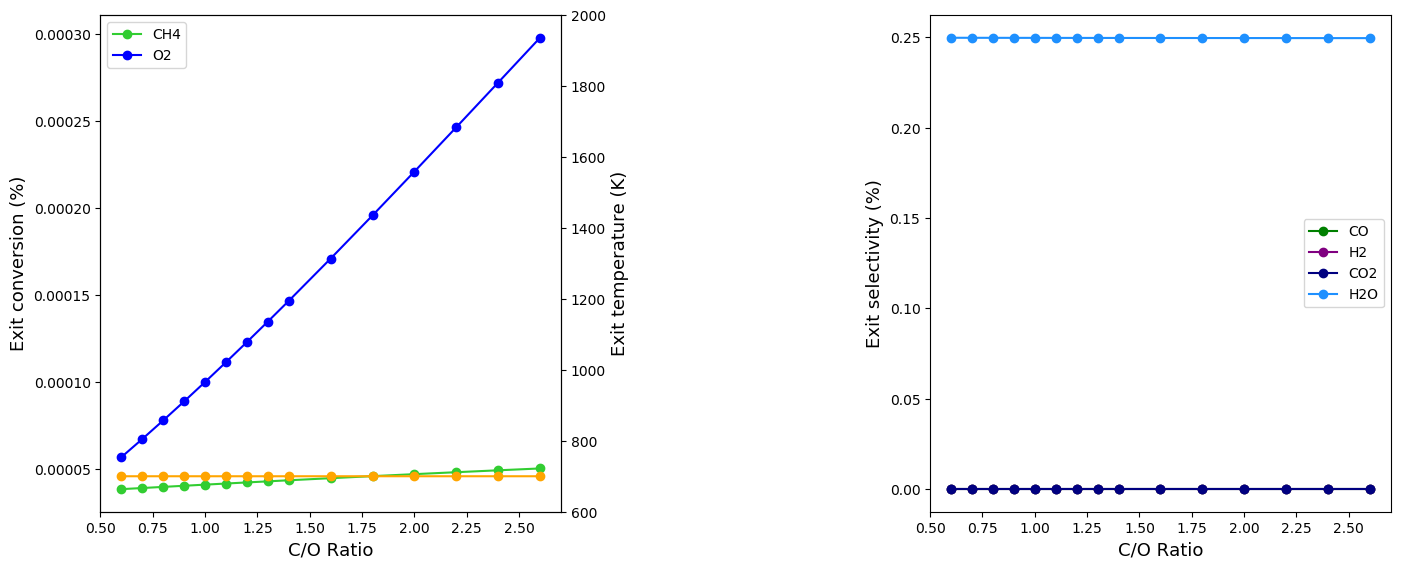 CH4
O2
0.00030
0.00025
0.00020
0.00015
0.00010
0.00005
Exit conversion (%)
2000
1800
1600
1400
1200
1000
800
600
Exit temperature (K)
0.50 0.75 1.00 1.25 1.50 1.75 2.00 2.25 2.50
C/O Ratio
0.25
0.20
0.15
0.10
0.05
0.00
Exit selectivity (%)
CO
H2
CO2
H2O
0.50 0.75 1.00 1.25 1.50 1.75 2.00 2.25 2.50
C/O Ratio